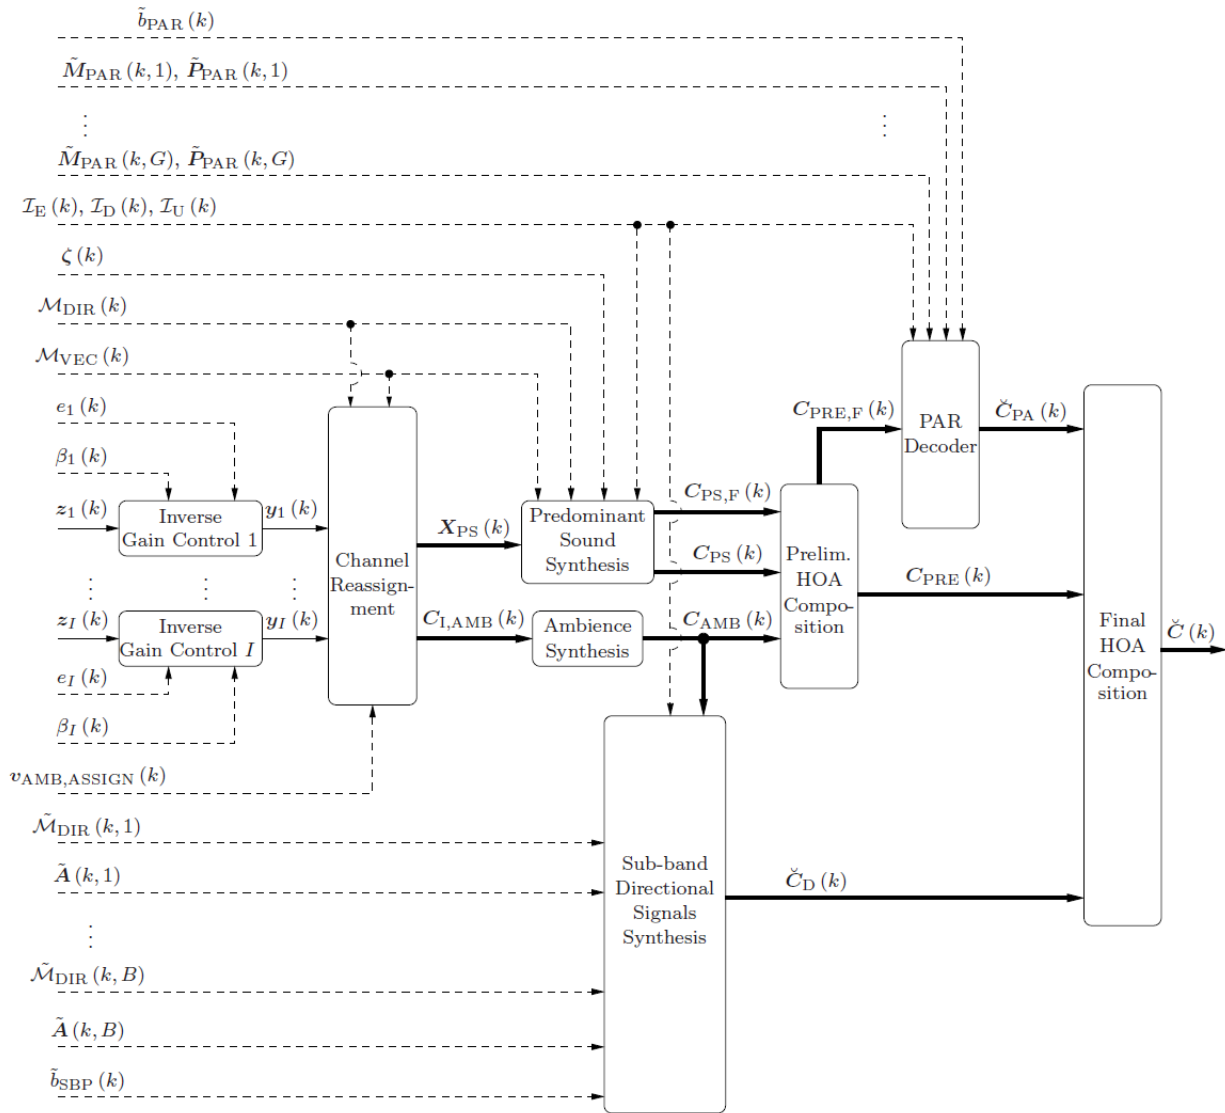 b̃PAR (k)
M̃PAR (k, 1), P̃PAR (k, 1)
⋮ ⋮
M̃PAR (k, G), P̃PAR (k, G)
ℐE (k), ℐD (k), ℐU (k)
ζ (k)
ℳDIR (k)
ℳVEC (k)
e1 (k)
β1 (k)
z1 (k)
Inverse
Gain Control 1
y1 (k)
⋮ ⋮ ⋮
zI (k)
Inverse
Gain Control I
yI (k)
eI (k)
βI (k)
vAMB,ASSIGN (k)
Channel
Reassign-
ment
XPS (k)
CI,AMB (k)
Predominant
Sound
Synthesis
Ambience
Synthesis
CPS,F (k)
CPS (k)
CAMB (k)
Prelim.
HOA
Compo-
sition
CPRE,F (k)
PAR
Decoder
C̆PA (k)
CPRE (k)
Final
HOA
Compo-
sition
C̆ (k)
ℳ̃DIR (k, 1)
Ã (k, 1)
⋮
ℳ̃DIR (k, B)
Ã (k, B)
b̃SBP (k)
Sub-band
Directional
Signals
Synthesis
C̆D (k)